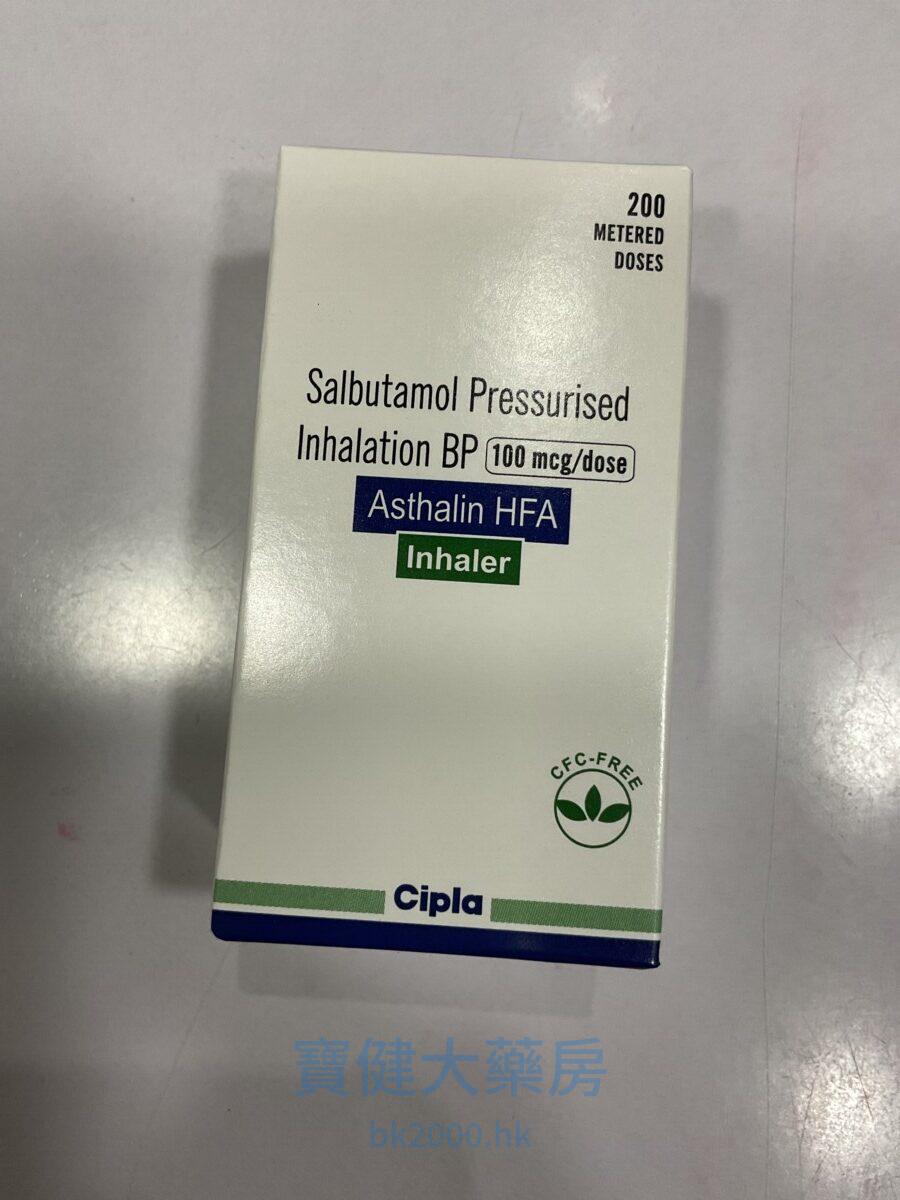 200
METERED
DOSES
Salbutamol Pressurised
Inhalation BP 100 mcg/dose
Asthalin HFA
Inhaler
CFC-FREE
Cipla
寶健大藥房
bk2000.hk